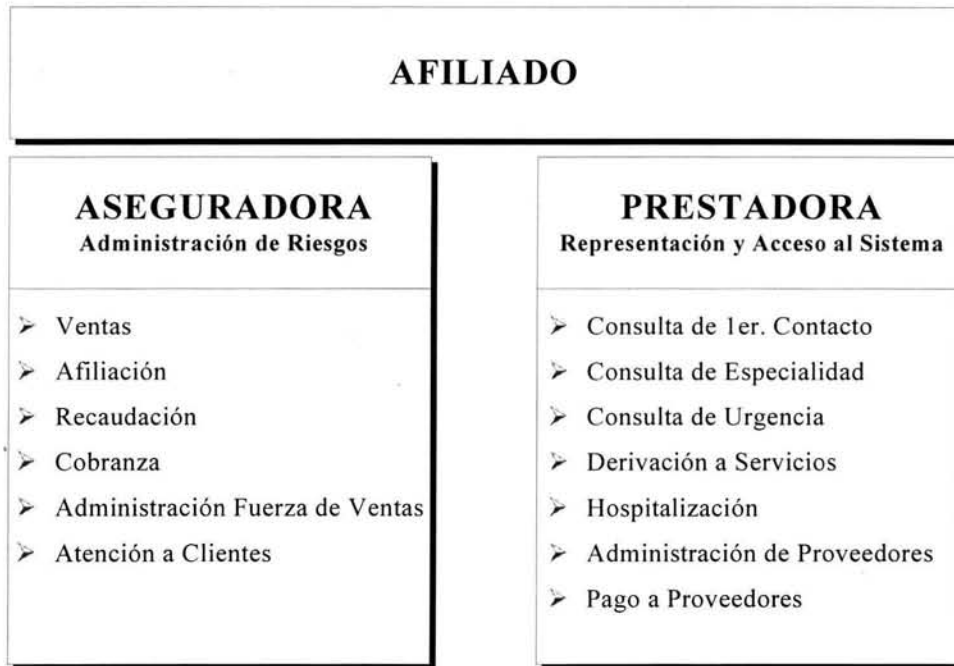 AFILIADO
ASEGURADORA
Administración de Riesgos
Ventas
Afiliación
Recaudación
Cobranza
Administración Fuerza de Ventas
Atención a Clientes
PRESTADORA
Representación y Acceso al Sistema
Consulta de 1er. Contacto
Consulta de Especialidad
Consulta de Urgencia
Derivación a Servicios
Hospitalización
Administración de Proveedores
Pago a Proveedores